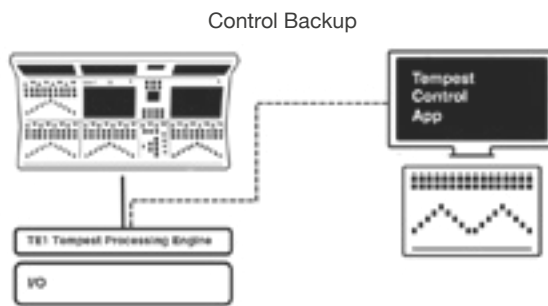 Control Backup
Tempest
Control
App
TE1 Tempest Processing Engine
I/O